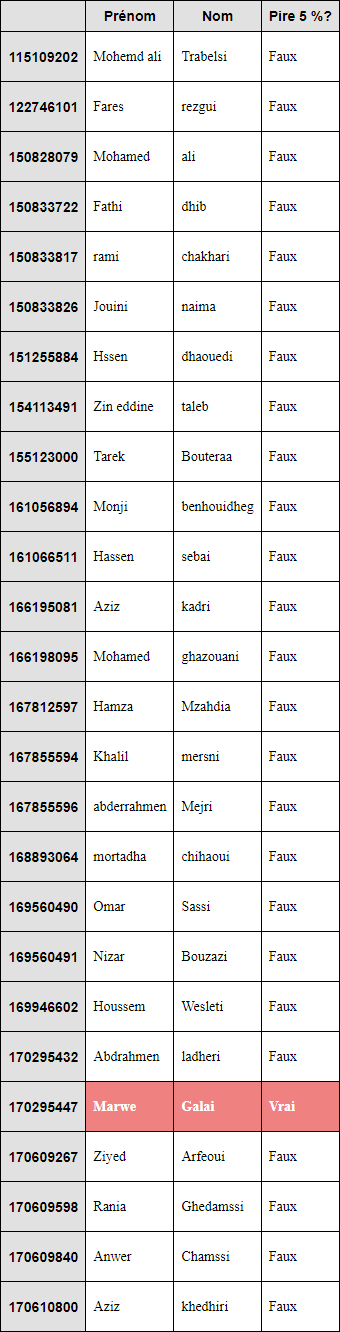 Prénom Nom Pire 5 %?
115109202 Mohemd ali Trabelsi Faux
122746101 Fares rezgui Faux
150828079 Mohamed ali Faux
150833722 Fathi dhib Faux
150833817 rami chakhari Faux
150833826 Jouini naima Faux
151255884 Hssen dhaouedi Faux
154113491 Zin eddine taleb Faux
155123000 Tarek Bouteraa Faux
161056894 Monji benhouidheg Faux
161066511 Hassen sebai Faux
166195081 Aziz kadri Faux
166198095 Mohamed ghazouani Faux
167812597 Hamza Mzahdia Faux
167855594 Khalil mersni Faux
167855596 abderrahmen Mejri Faux
168893064 mortadha chihaoui Faux
169560490 Omar Sassi Faux
169560491 Nizar Bouzazi Faux
169946602 Houssem Wesleti Faux
170295432 Abdrahmen ladheri Faux
170295447 Marwe Galai Vrai
170609267 Ziyed Arfeoui Faux
170609598 Rania Ghedamssi Faux
170609840 Anwer Chamssi Faux
170610800 Aziz khedhiri Faux